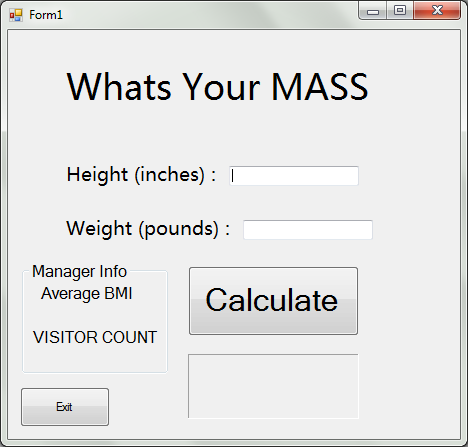 Form1
Whats Your MASS
Height (inches) :
Weight (pounds) :
Manager Info
Average BMI
VISITOR COUNT
Calculate
Exit